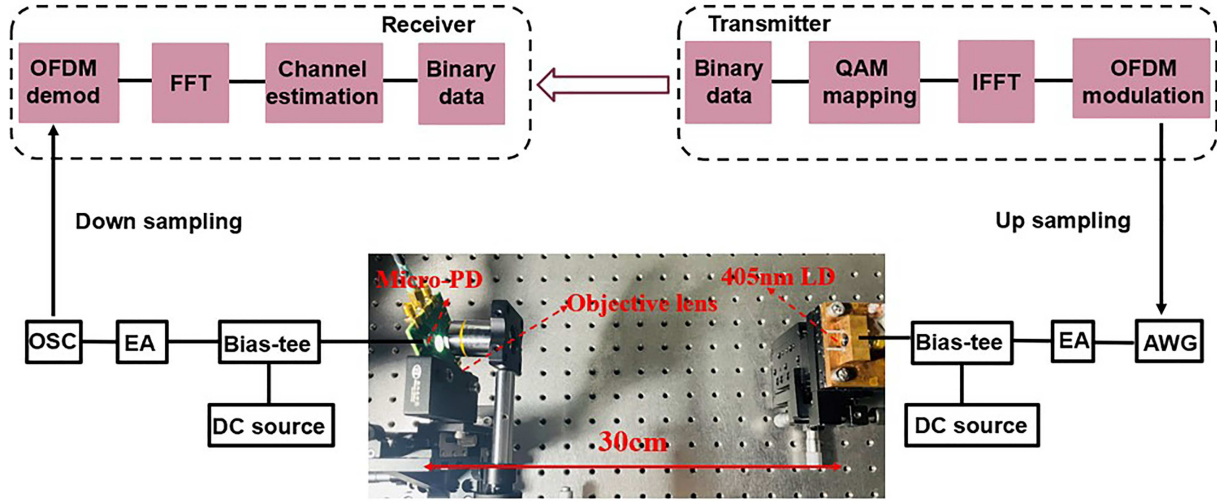 Receiver
Transmitter
OFDM
demod
FFT
Channel
estimation
Binary
data
Binary
data
QAM
mapping
IFFT
OFDM
modulation
Down sampling
Up sampling
Micro-PD
Objective lens
405nm LD
OSC
EA
Bias-tee
DC source
30cm
Bias-tee
EA
AWG
DC source